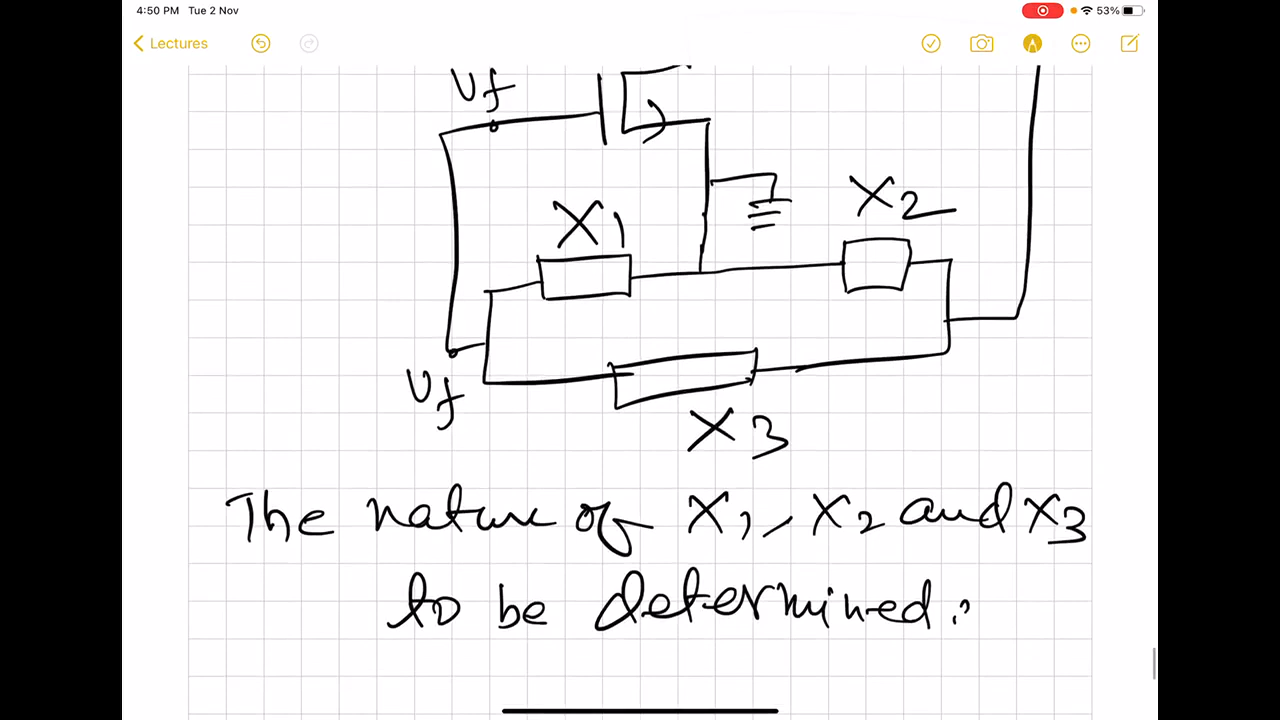 4:50 PM Tue 2 Nov
53%
Lectures
Vf
X1
X2
Vf
X3
The nature of X1, X2 and X3
to be determined.